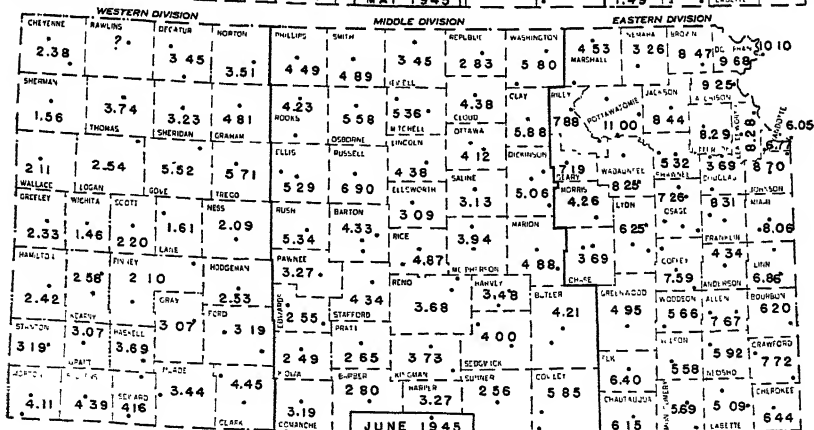 MAY 1945
1.49
WESTERN DIVISION
MIDDLE DIVISION
EASTERN DIVISION
CHEYENNE RAWLINS DECATUR NORTON PHILLIPS SMITH REPUBLIC WASHINGTON NEMAHA BROWN
2.38 ? 3 45 3.51 4 49 4 89 3 45 2 83 5 80 4 53 3 26 8 47 9 68 10 10
JEWELL MARSHALL
SHERMAN CLAY RILEY POTTAWATOMIE JACKSON ATCHISON
1.56 3.74 3.23 4 81 4.23 5 58 5 36 4.38 5.8 8 7 88 11 00 8 44 9 25 8.29 8.28 6.05
THOMAS SHERIDAN GRAHAM ROOKS OSBORNE MITCHELL CLOUD
ELLIS RUSSELL LINCOLN OTTAWA DICKINSON
2 11 2.54 5.52 5 71 5 29 6 90 4 38 4 12 5.06 7.19 8 25 5 32 3 69 8 70
WALLACE LOGAN GOVE TREGO ELLSWORTH SALINE GEARY WABAUNSEE SHAWNEE DOUGLAS JOHNSON
3 09 3.13
GREELEY WICHITA SCOTT LANE NESS RUSH BARTON RICE MARION MORRIS LYON OSAGE FRANKLIN MIAMI
2.33 1.46 2 20 1.61 2.09 5.34 4.33 4.87 3.94 4 88 4.26 6 25 7 26 8 31 8.06
MC PHERSON
HAMILTON KEARNY FINNEY HODGEMAN PAWNEE STAFFORD RENO HARVEY BUTLER CHASE COFFEY ANDERSON LINN
2.42 2 58 2 10 2.53 3.27 4 34 3.68 3.48 4.21 3 69 7.59 4 34 6.86
GRAY FORD EDWARDS GREENWOOD WOODSON ALLEN BOURBON
3 07 3 19 2 55 4 95 5 66 7 67 6 20
STANTON GRANT HASKELL KIOWA PRATT KINGMAN SEDGWICK ELK WILSON NEOSHO CRAWFORD
3 19 3.07 3.69 2 49 2 65 3 73 4 00 6.40 5 58 5 92 7 72
MORTON SEWARD MEADE CLARK COMANCHE BARBER HARPER SUMNER COWLEY CHAUTAUQUA LABETTE CHEROKEE
4.11 4 39 4 16 3.44 4.45 3.19 2 80 3.27 2 56 5 85 6 15 5.69 5 09 6 44
JUNE 1945